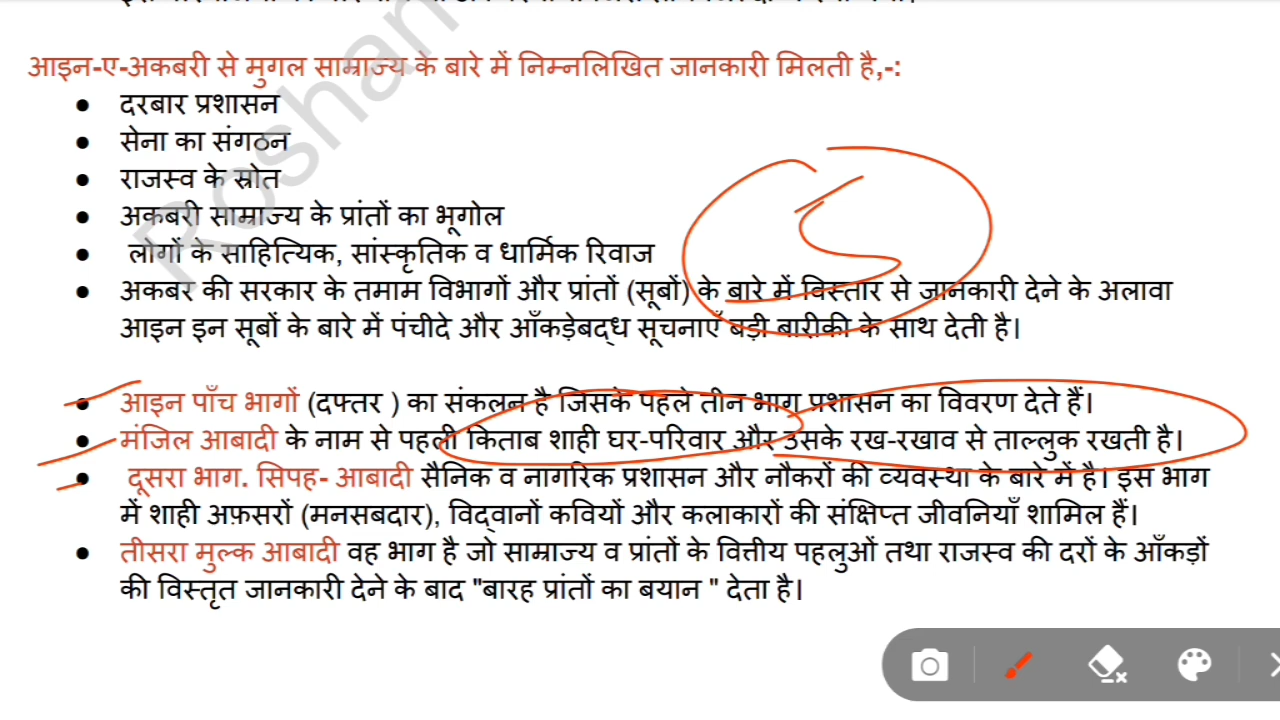 आइन-ए-अकबरी से मुगल साम्राज्य के बारे में निम्नलिखित जानकारी मिलती है,-:
● दरबार प्रशासन
● सेना का संगठन
● राजस्व के स्रोत
● अकबरी साम्राज्य के प्रांतों का भूगोल
● लोगों के साहित्यिक, सांस्कृतिक व धार्मिक रिवाज
● अकबर की सरकार के तमाम विभागों और प्रांतों (सूबों) के बारे में विस्तार से जानकारी देने के अलावा
आइन इन सूबों के बारे में पंचीदे और आँकड़ेबद्ध सूचनाएँ बड़ी बारीकी के साथ देती है।
● आइन पाँच भागों (दफ्तर ) का संकलन है जिसके पहले तीन भाग प्रशासन का विवरण देते हैं।
● मंजिल आबादी के नाम से पहली किताब शाही घर-परिवार और उसके रख-रखाव से ताल्लुक रखती है।
● दूसरा भाग. सिपह- आबादी सैनिक व नागरिक प्रशासन और नौकरों की व्यवस्था के बारे में है। इस भाग
में शाही अफ़सरों (मनसबदार), विद्वानों कवियों और कलाकारों की संक्षिप्त जीवनियाँ शामिल हैं।
● तीसरा मुल्क आबादी वह भाग है जो साम्राज्य व प्रांतों के वित्तीय पहलुओं तथा राजस्व की दरों के आँकड़ों
की विस्तृत जानकारी देने के बाद "बारह प्रांतों का बयान " देता है।
Roshan
5